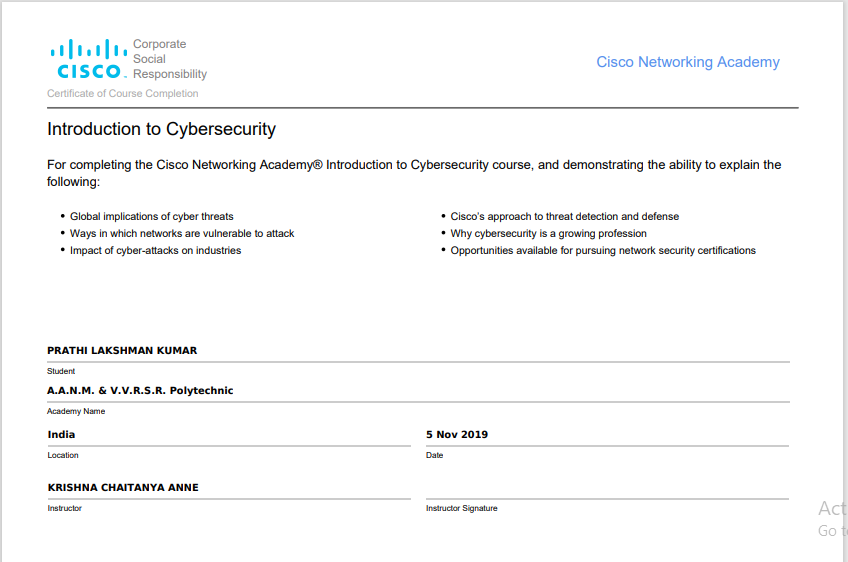 Corporate
Social
Responsibility
CISCO.
Cisco Networking Academy
Certificate of Course Completion
Introduction to Cybersecurity
For completing the Cisco Networking Academy® Introduction to Cybersecurity course, and demonstrating the ability to explain the
following:
• Global implications of cyber threats
• Ways in which networks are vulnerable to attack
• Impact of cyber-attacks on industries
• Cisco's approach to threat detection and defense
• Why cybersecurity is a growing profession
• Opportunities available for pursuing network security certifications
PRATHI LAKSHMAN KUMAR
Student
A.A.N.M. & V.V.R.S.R. Polytechnic
Academy Name
India
Location
5 Nov 2019
Date
KRISHNA CHAITANYA ANNE
Instructor
Instructor Signature
Act
Go to